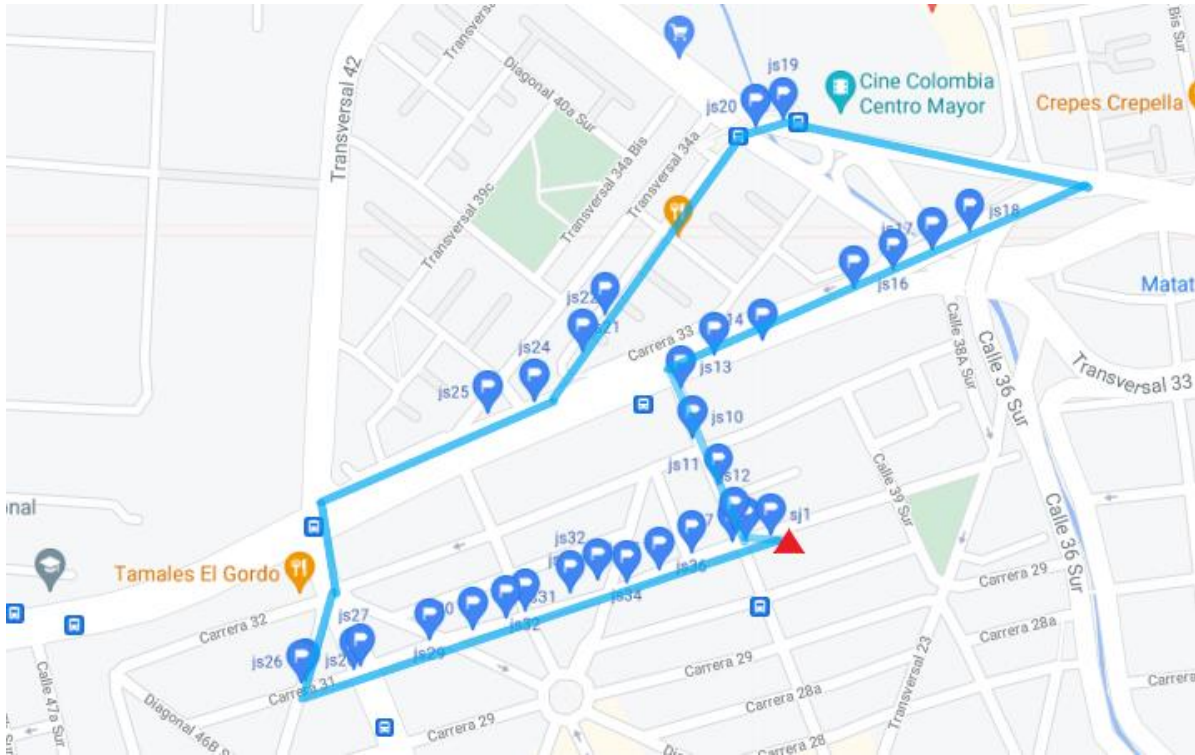 Transversal 42
Diagonal 40a Sur
Transversal 34a Bis
Transversal 34a
Transversal 39c
js19
js20
Cine Colombia
Centro Mayor
Crepes Crepella
Bis Sur
js17
js18
js16
Matat
js22
js21
js24
js25
Carrera 33
14
js13
Calle 38A Sur
Calle 36 Sur
Transversal 33
js10
js11
js12
Calle 39 Sur
Calle 36 Sur
nal
sj1
7
js32
js36
js34
Tamales El Gordo
Carrera 32
js27
js31
js32
js29
js26
Carrera 31
Calle 47a Sur
Diagonal 46B S
Carrera 29
Carrera 29
Carrera 28a
Carrera 29
Carrera 28a
Carrera 28
Transversal 23
Carrera